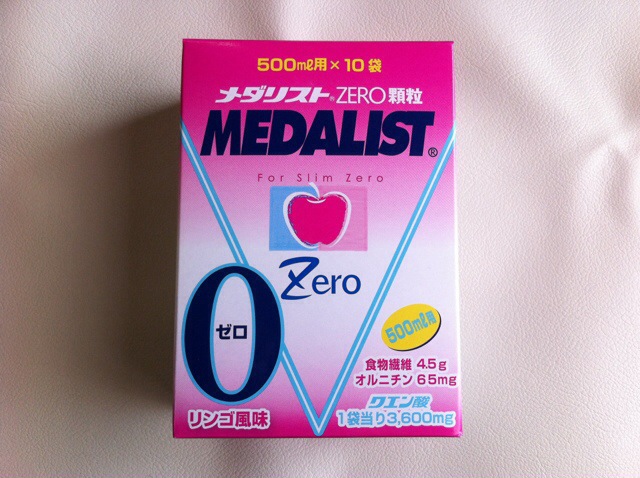 500ml用×10袋
メダリスト®ZERO顆粒
MEDALIST®
For Slim Zero
Zero
0
ゼロ
500ml用
食物繊維 4.5g
オルニチン 65mg
クエン酸
1袋当り3,600mg
リンゴ風味